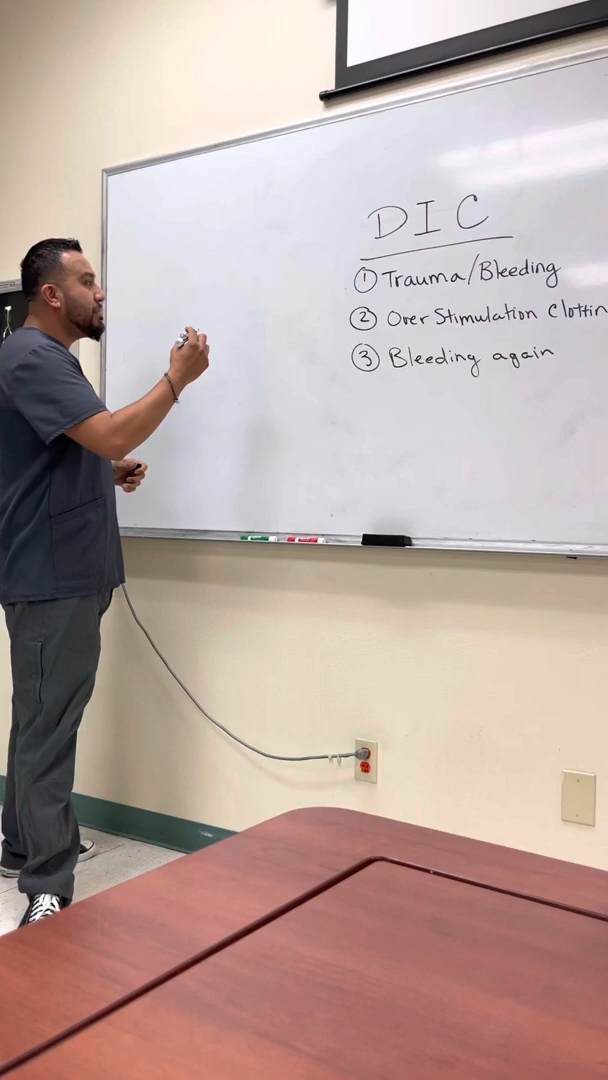 DIC
① Trauma/Bleeding
② Over Stimulation Clottin
③ Bleeding again